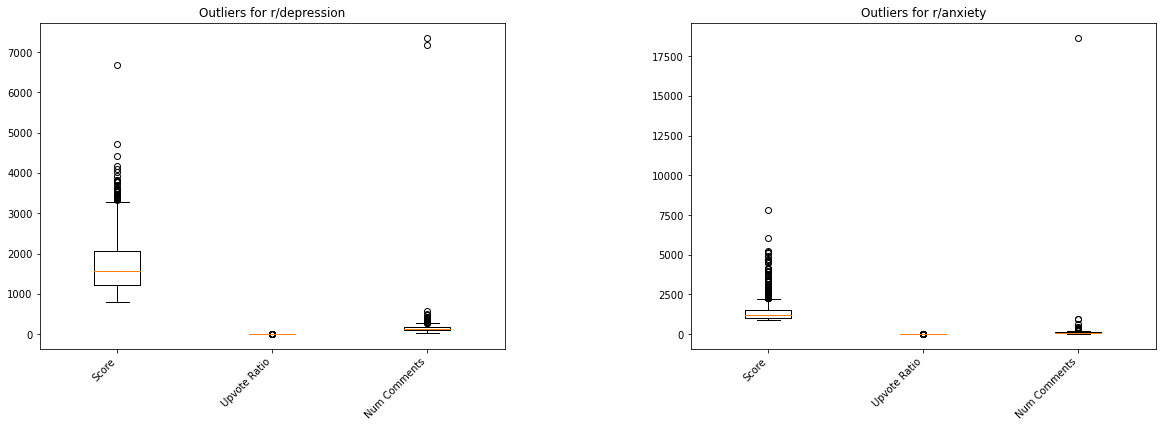 Outliers for r/depression
7000
6000
5000
4000
3000
2000
1000
0
Score
Upvote Ratio
Num Comments
Outliers for r/anxiety
17500
15000
12500
10000
7500
5000
2500
0
Score
Upvote Ratio
Num Comments